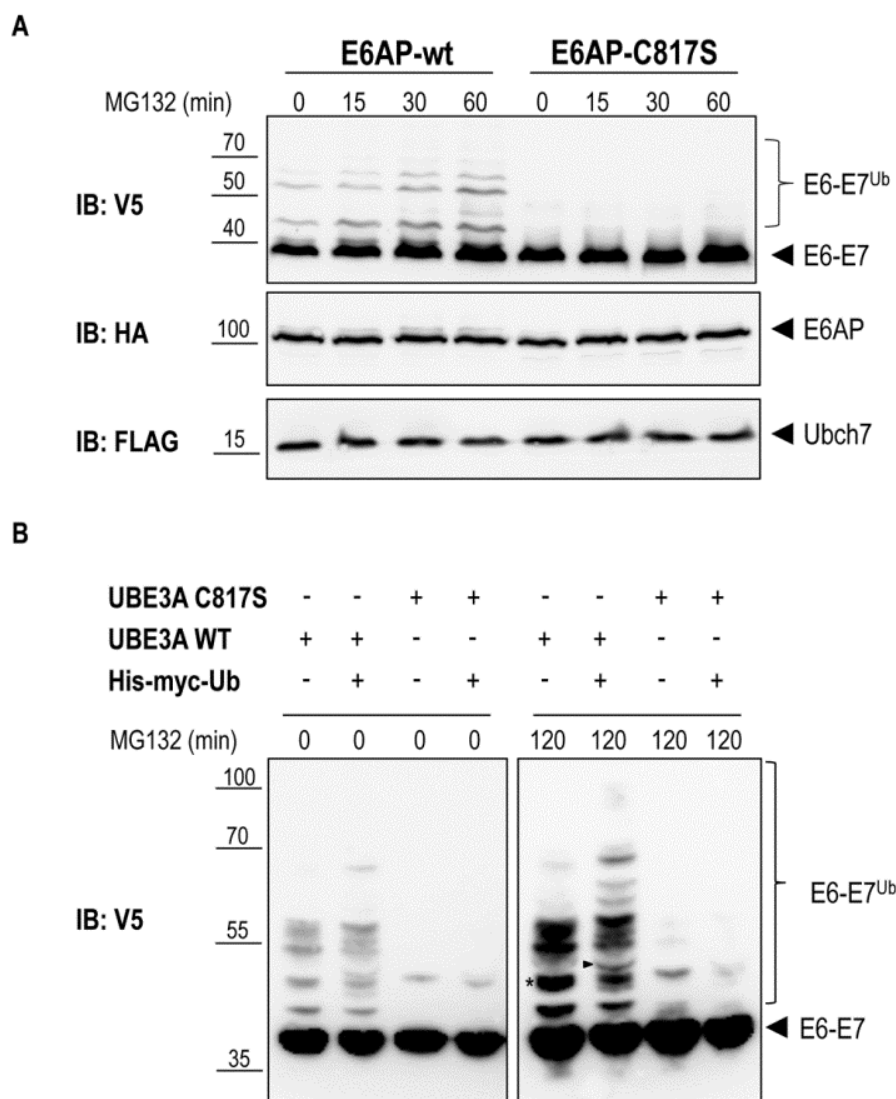 A
E6AP-wt E6AP-C817S
MG132 (min) 0 15 30 60 0 15 30 60
70
50
40
IB: V5
E6-E7ᵁᵇ
◄ E6-E7
IB: HA 100 ◄ E6AP
IB: FLAG 15 ◄ Ubch7
B
UBE3A C817S - - + + - - + +
UBE3A WT + + - - + + - -
His-myc-Ub - + - + - + - +
MG132 (min) 0 0 0 0 120 120 120 120
100
70
IB: V5
55
35
*
E6-E7ᵁᵇ
◄ E6-E7